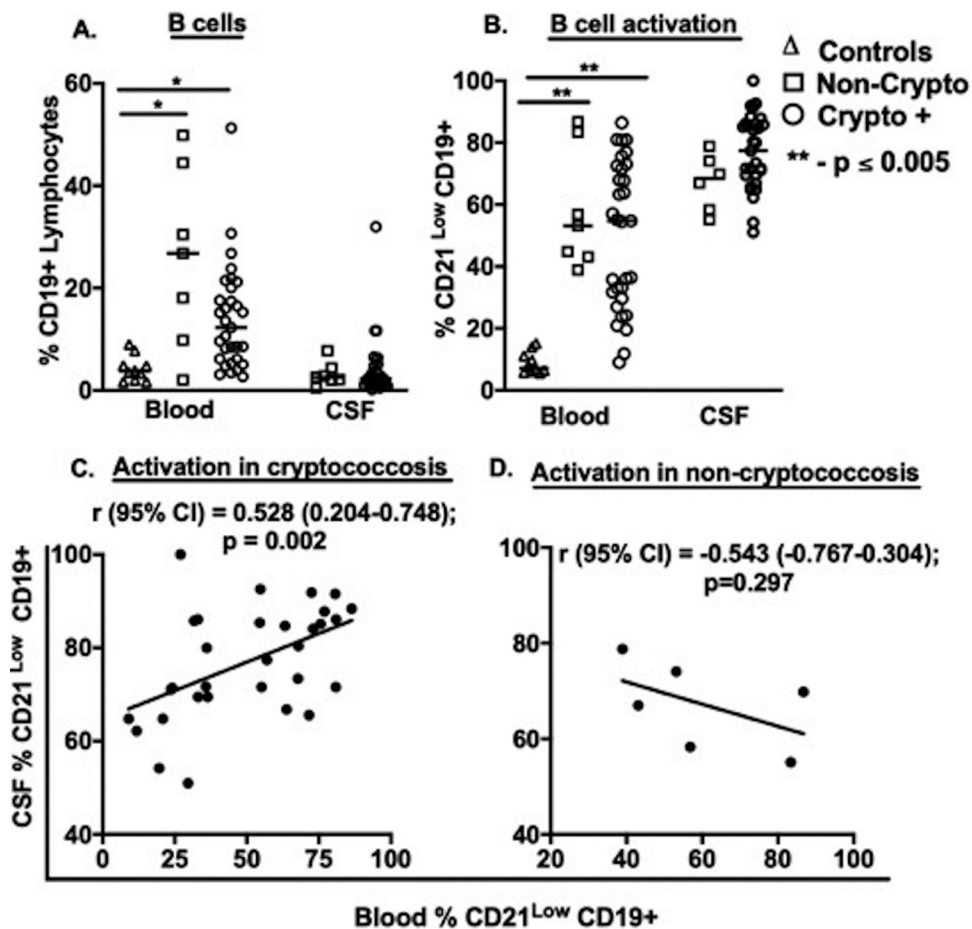 A. B cells
60
40
20
0
% CD19+ Lymphocytes
*
*
Blood CSF
B. B cell activation
100
80
60
40
20
0
% CD21 Low CD19+
**
**
Blood CSF
Controls
Non-Crypto
Crypto +
** - p ≤ 0.005
C. Activation in cryptococcosis
r (95% CI) = 0.528 (0.204-0.748);
p = 0.002
100
80
60
40
CSF % CD21 Low CD19+
0 25 50 75 100
D. Activation in non-cryptococcosis
r (95% CI) = -0.543 (-0.767-0.304);
p=0.297
100
80
60
40
20 40 60 80 100
Blood % CD21Low CD19+